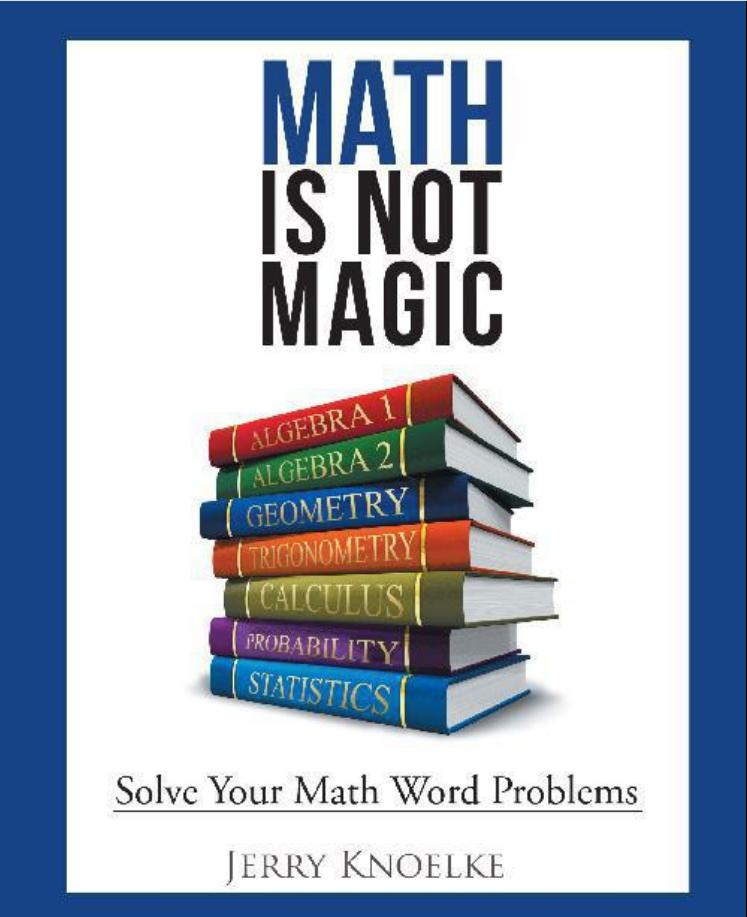 MATH
IS NOT
MAGIC
ALGEBRA 1
ALGEBRA 2
GEOMETRY
TRIGONOMETRY
CALCULUS
PROBABILITY
STATISTICS
Solve Your Math Word Problems
JERRY KNOELKE